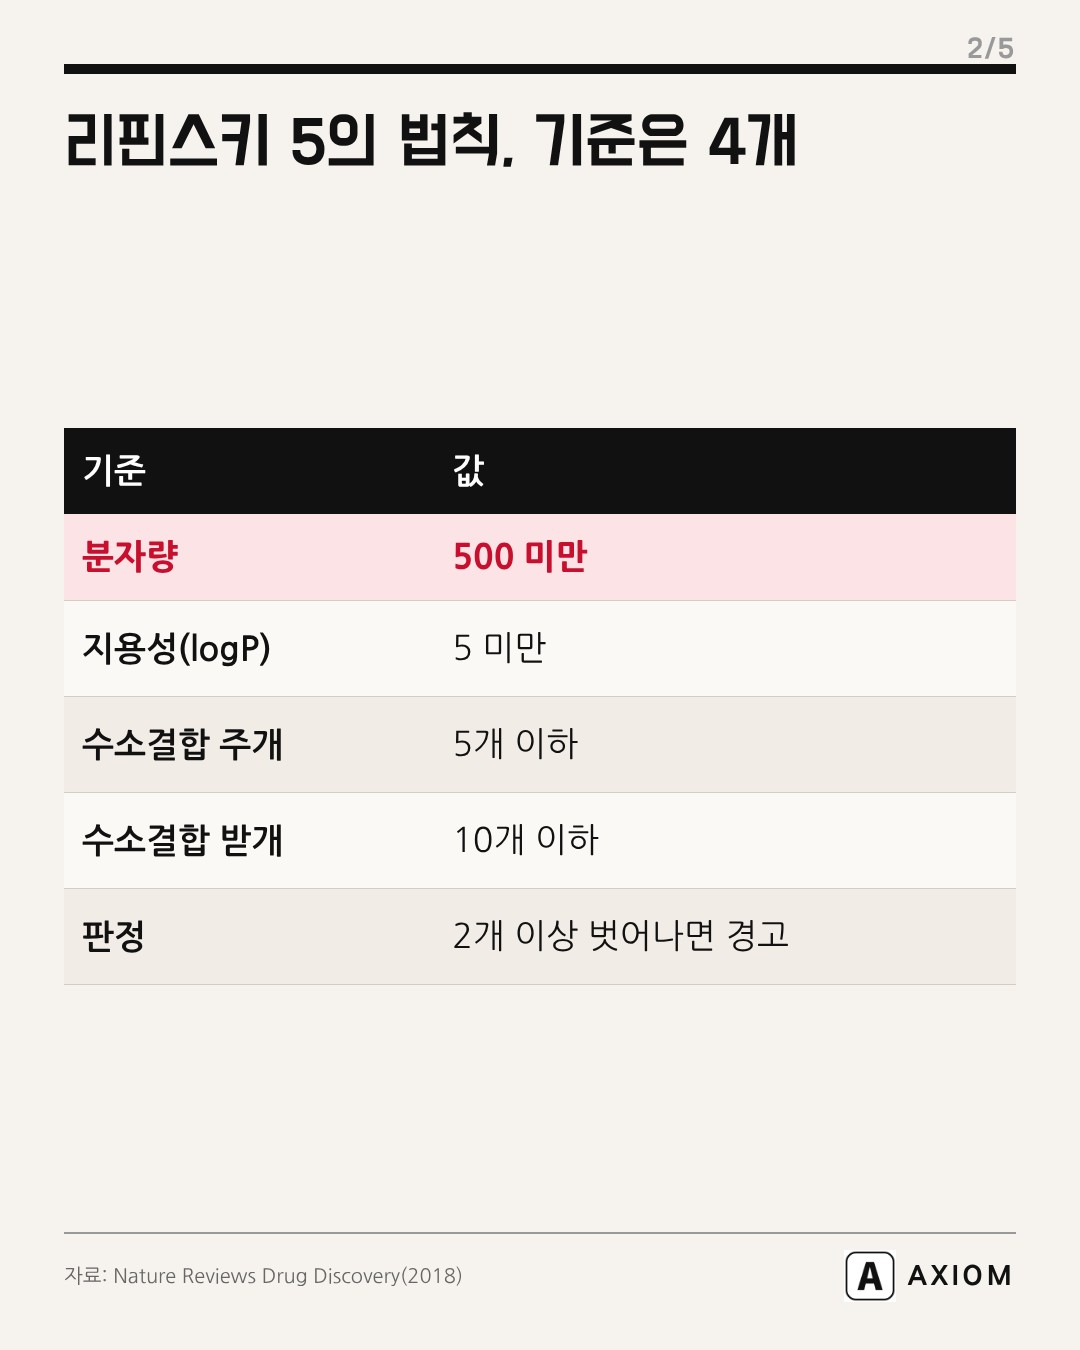 2/5
리핀스키 5의 법칙, 기준은 4개
기준 값
분자량 500 미만
지용성(logP) 5 미만
수소결합 주개 5개 이하
수소결합 받개 10개 이하
판정 2개 이상 벗어나면 경고
자료: Nature Reviews Drug Discovery(2018)
A AXIOM